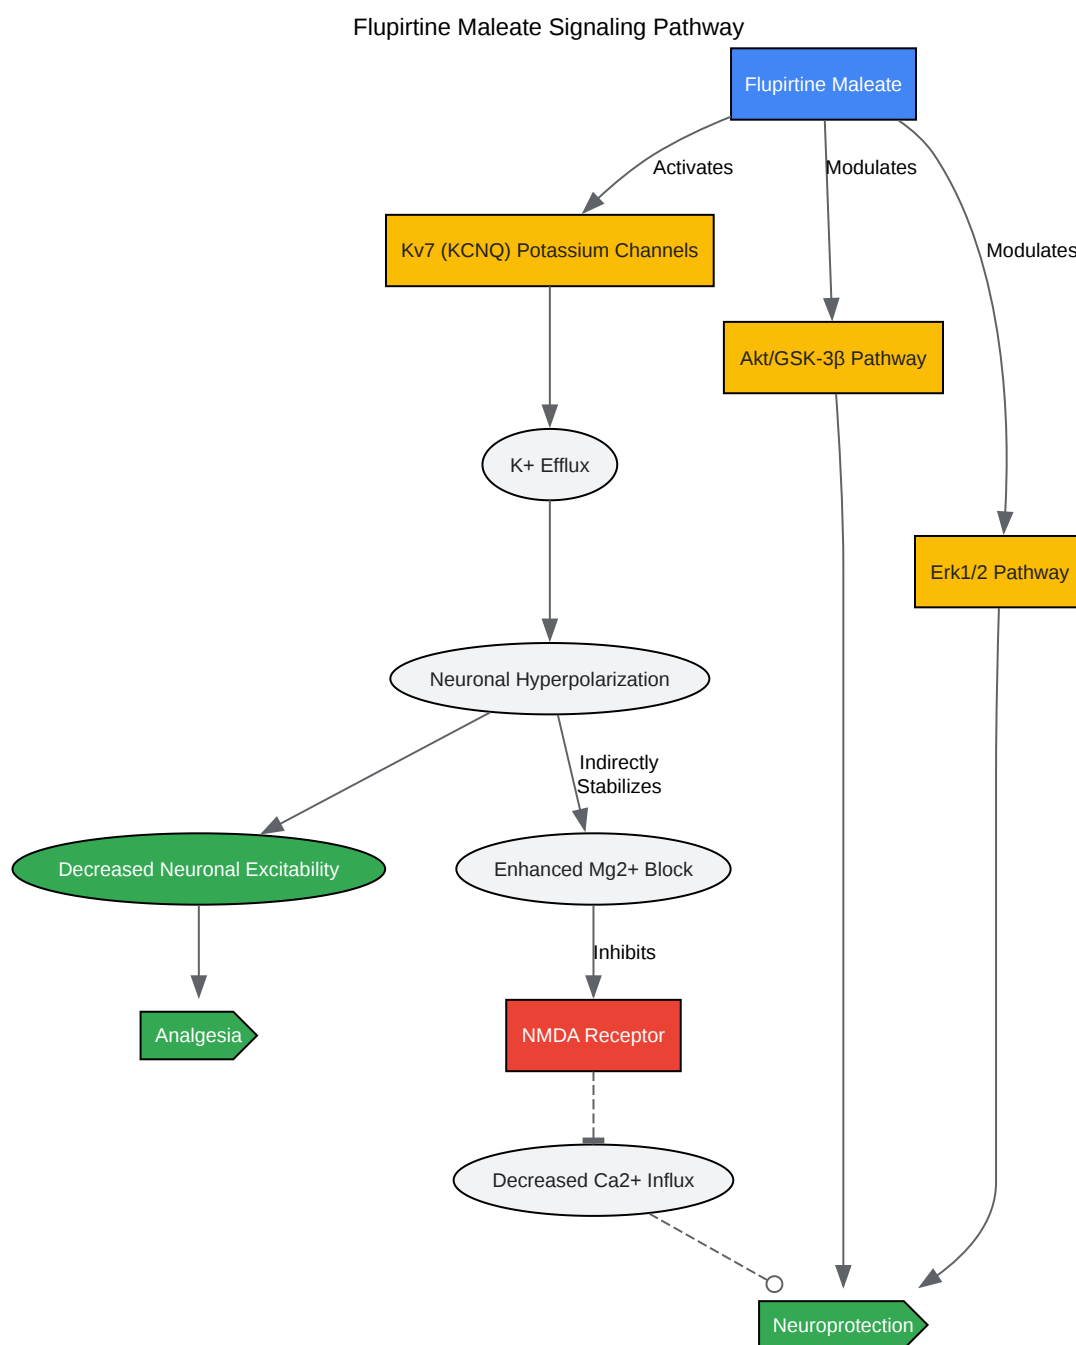 Flupirtine Maleate Signaling Pathway
Flupirtine Maleate
Activates
Modulates
Modulates
Kv7 (KCNQ) Potassium Channels
Akt/GSK-3β Pathway
K+ Efflux
Erk1/2 Pathway
Neuronal Hyperpolarization
Indirectly
Stabilizes
Decreased Neuronal Excitability
Enhanced Mg2+ Block
Inhibits
Analgesia
NMDA Receptor
Decreased Ca2+ Influx
Neuroprotection